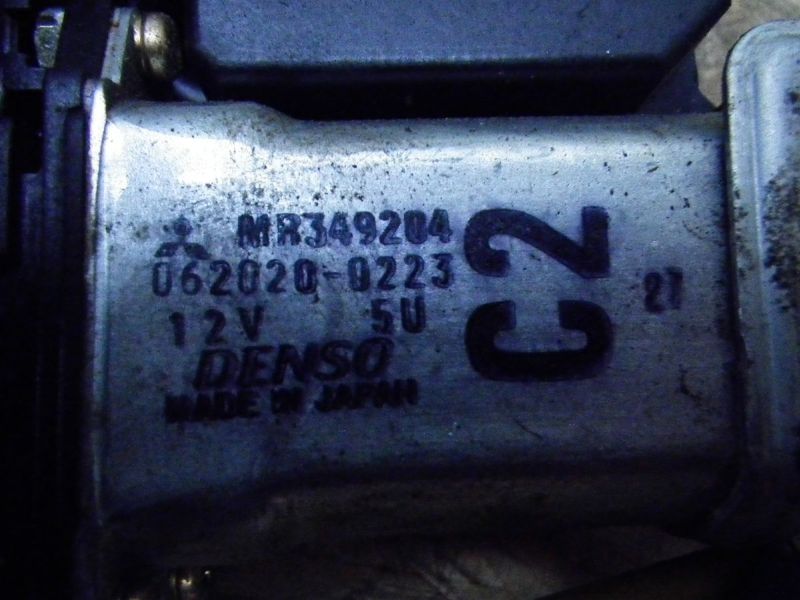 MR349204
062020-0223
12V 5U
DENSO
MADE IN JAPAN
C2
27